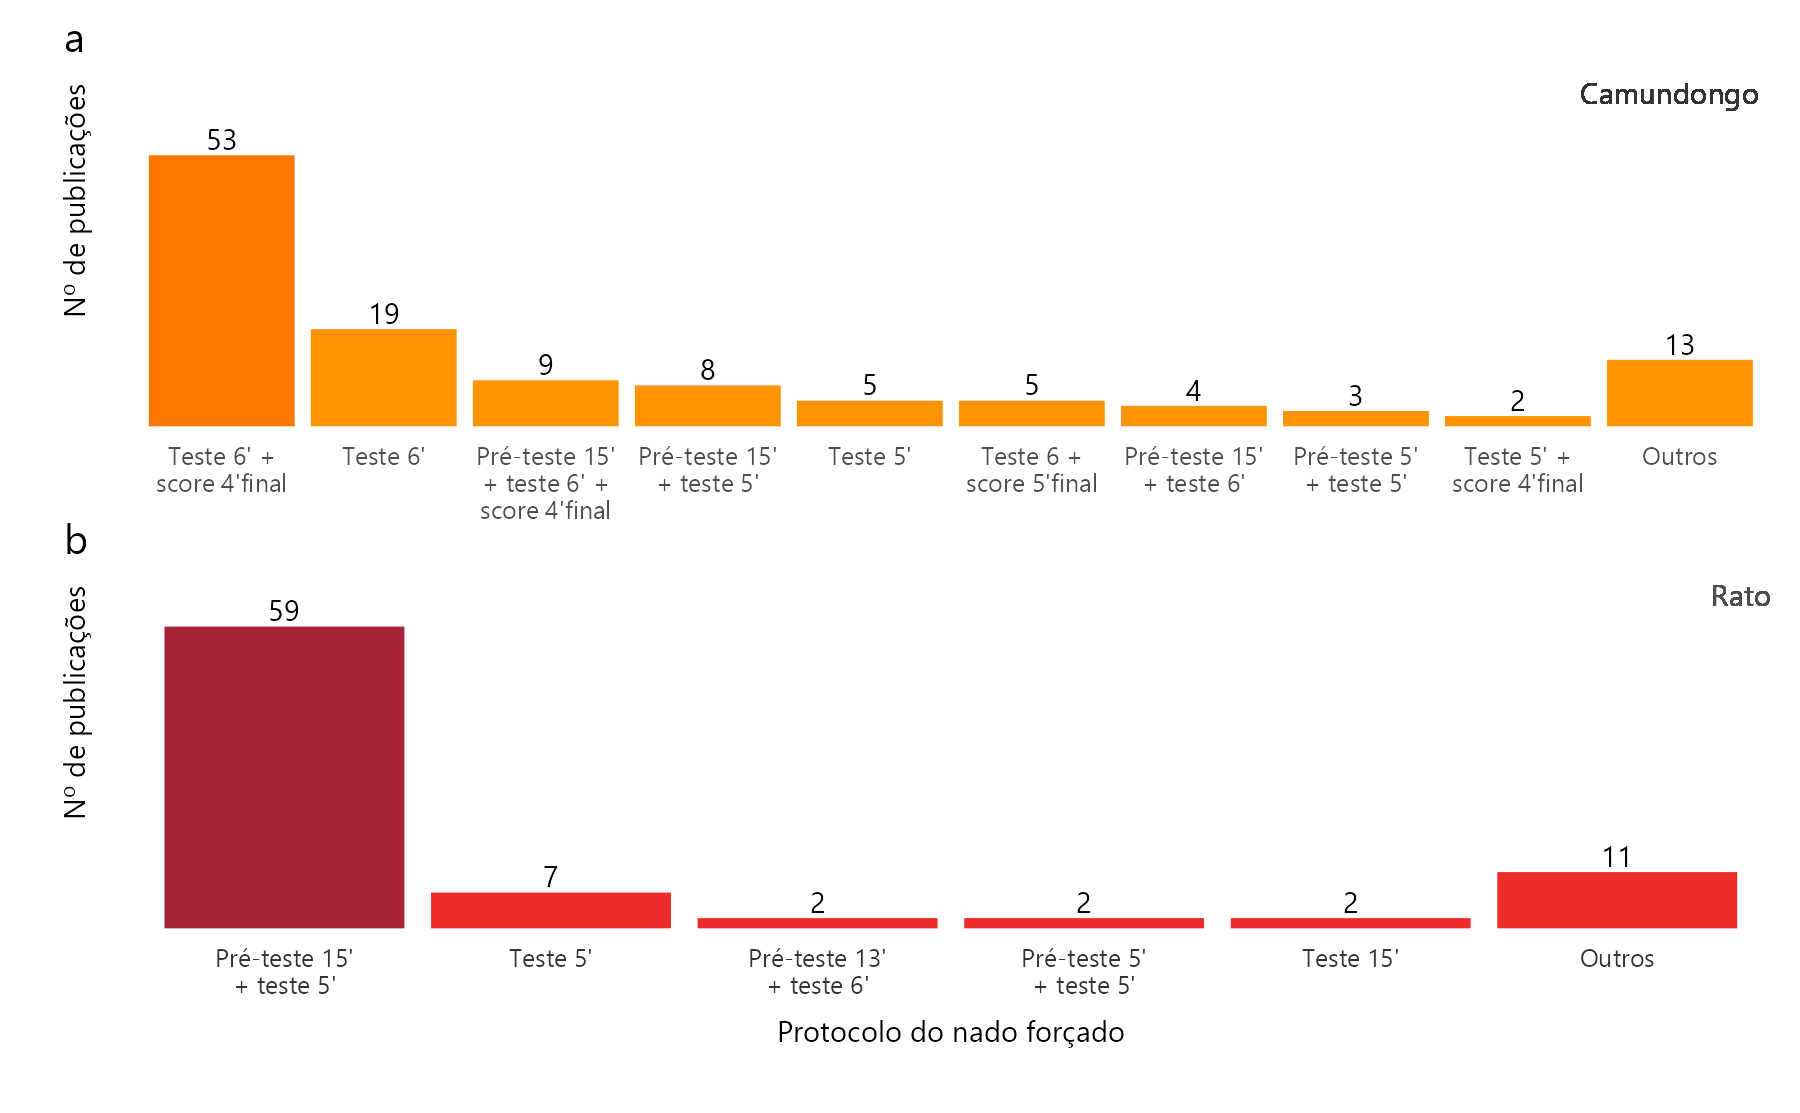 a
Nº de publicações
Camundongo
53
19
9
8
5
5
4
3
2
13
Teste 6' +
score 4'final
Teste 6'
Pré-teste 15'
+ teste 6' +
score 4'final
Pré-teste 15'
+ teste 5'
Teste 5'
Teste 6 +
score 5'final
Pré-teste 15'
+ teste 6'
Pré-teste 5'
+ teste 5'
Teste 5' +
score 4'final
Outros
b
Nº de publicações
Rato
59
7
2
2
2
11
Pré-teste 15'
+ teste 5'
Teste 5'
Pré-teste 13'
+ teste 6'
Pré-teste 5'
+ teste 5'
Teste 15'
Outros
Protocolo do nado forçado